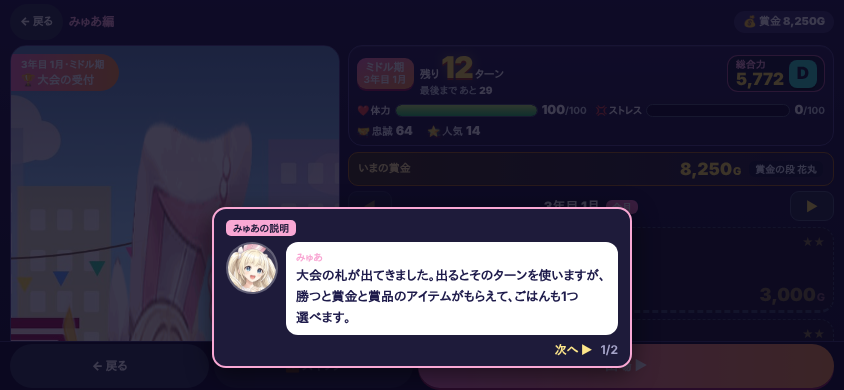 ← 戻る みゅあ編 💰 賞金 8,250G
3年目 1月・ミドル期
大会の受付
ミドル期
3年目 1月
残り 12 ターン
最後まであと 29
総合力
5,772 D
体力 100/100 ストレス 0/100
忠誠 64 人気 14
いまの賞金 8,250G 賞金の段 花丸
3年目 1月
★★
3,000G
★★
みゅあの説明
みゅあ
大会の札が出てきました。出るとそのターンを使いますが、
勝つと賞金と賞品のアイテムがもらえて、ごはんも1つ
選べます。
次へ ▶ 1/2
← 戻る